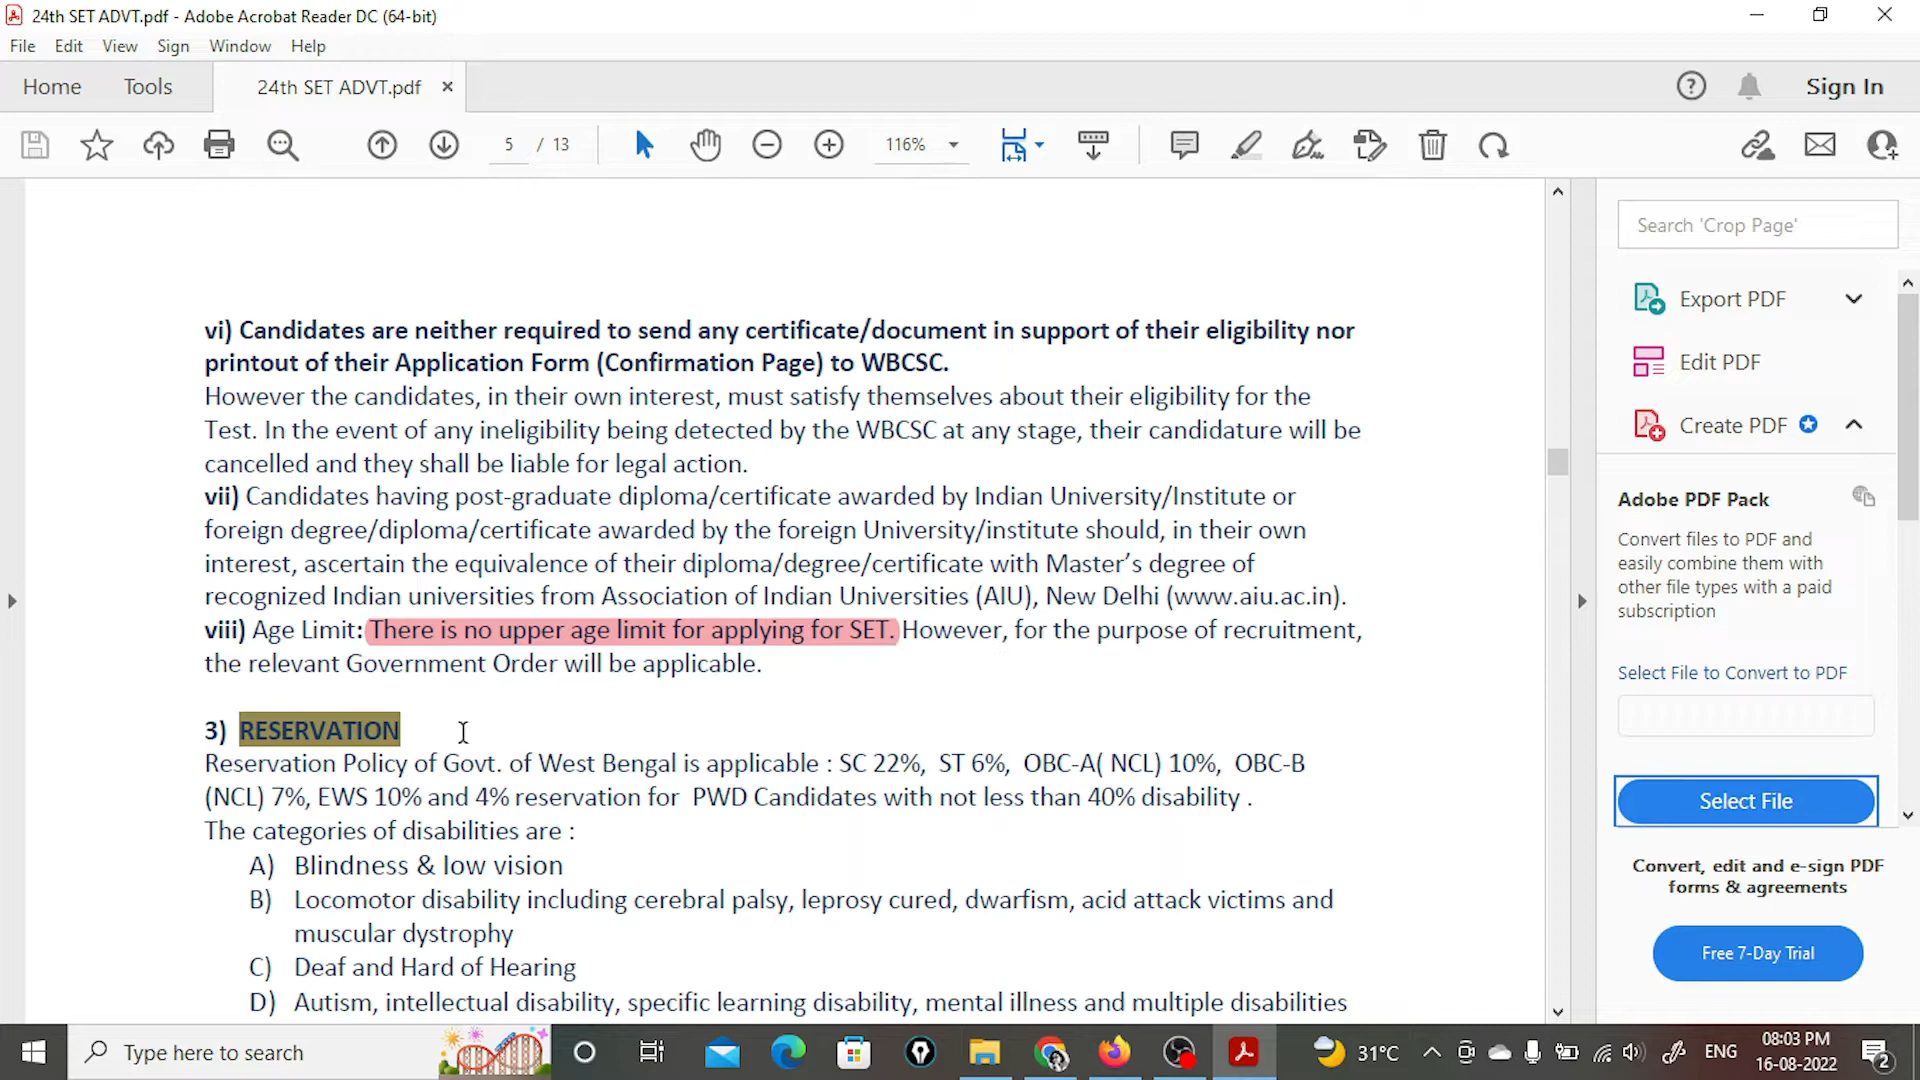 24th SET ADVT.pdf - Adobe Acrobat Reader DC (64-bit)
File Edit View Sign Window Help
Home Tools 24th SET ADVT.pdf × Sign In
5 / 13 116%
vi) Candidates are neither required to send any certificate/document in support of their eligibility nor
printout of their Application Form (Confirmation Page) to WBCSC.
However the candidates, in their own interest, must satisfy themselves about their eligibility for the
Test. In the event of any ineligibility being detected by the WBCSC at any stage, their candidature will be
cancelled and they shall be liable for legal action.
vii) Candidates having post-graduate diploma/certificate awarded by Indian University/Institute or
foreign degree/diploma/certificate awarded by the foreign University/institute should, in their own
interest, ascertain the equivalence of their diploma/degree/certificate with Master’s degree of
recognized Indian universities from Association of Indian Universities (AIU), New Delhi (www.aiu.ac.in).
viii) Age Limit: There is no upper age limit for applying for SET. However, for the purpose of recruitment,
the relevant Government Order will be applicable.
3) RESERVATION
Reservation Policy of Govt. of West Bengal is applicable : SC 22%, ST 6%, OBC-A( NCL) 10%, OBC-B
(NCL) 7%, EWS 10% and 4% reservation for PWD Candidates with not less than 40% disability .
The categories of disabilities are :
A) Blindness & low vision
B) Locomotor disability including cerebral palsy, leprosy cured, dwarfism, acid attack victims and
muscular dystrophy
C) Deaf and Hard of Hearing
D) Autism, intellectual disability, specific learning disability, mental illness and multiple disabilities
Search 'Crop Page'
Export PDF
Edit PDF
Create PDF
Adobe PDF Pack
Convert files to PDF and
easily combine them with
other file types with a paid
subscription
Select File to Convert to PDF
Select File
Convert, edit and e-sign PDF
forms & agreements
Free 7-Day Trial
Type here to search
31°C ENG 08:03 PM
16-08-2022 2